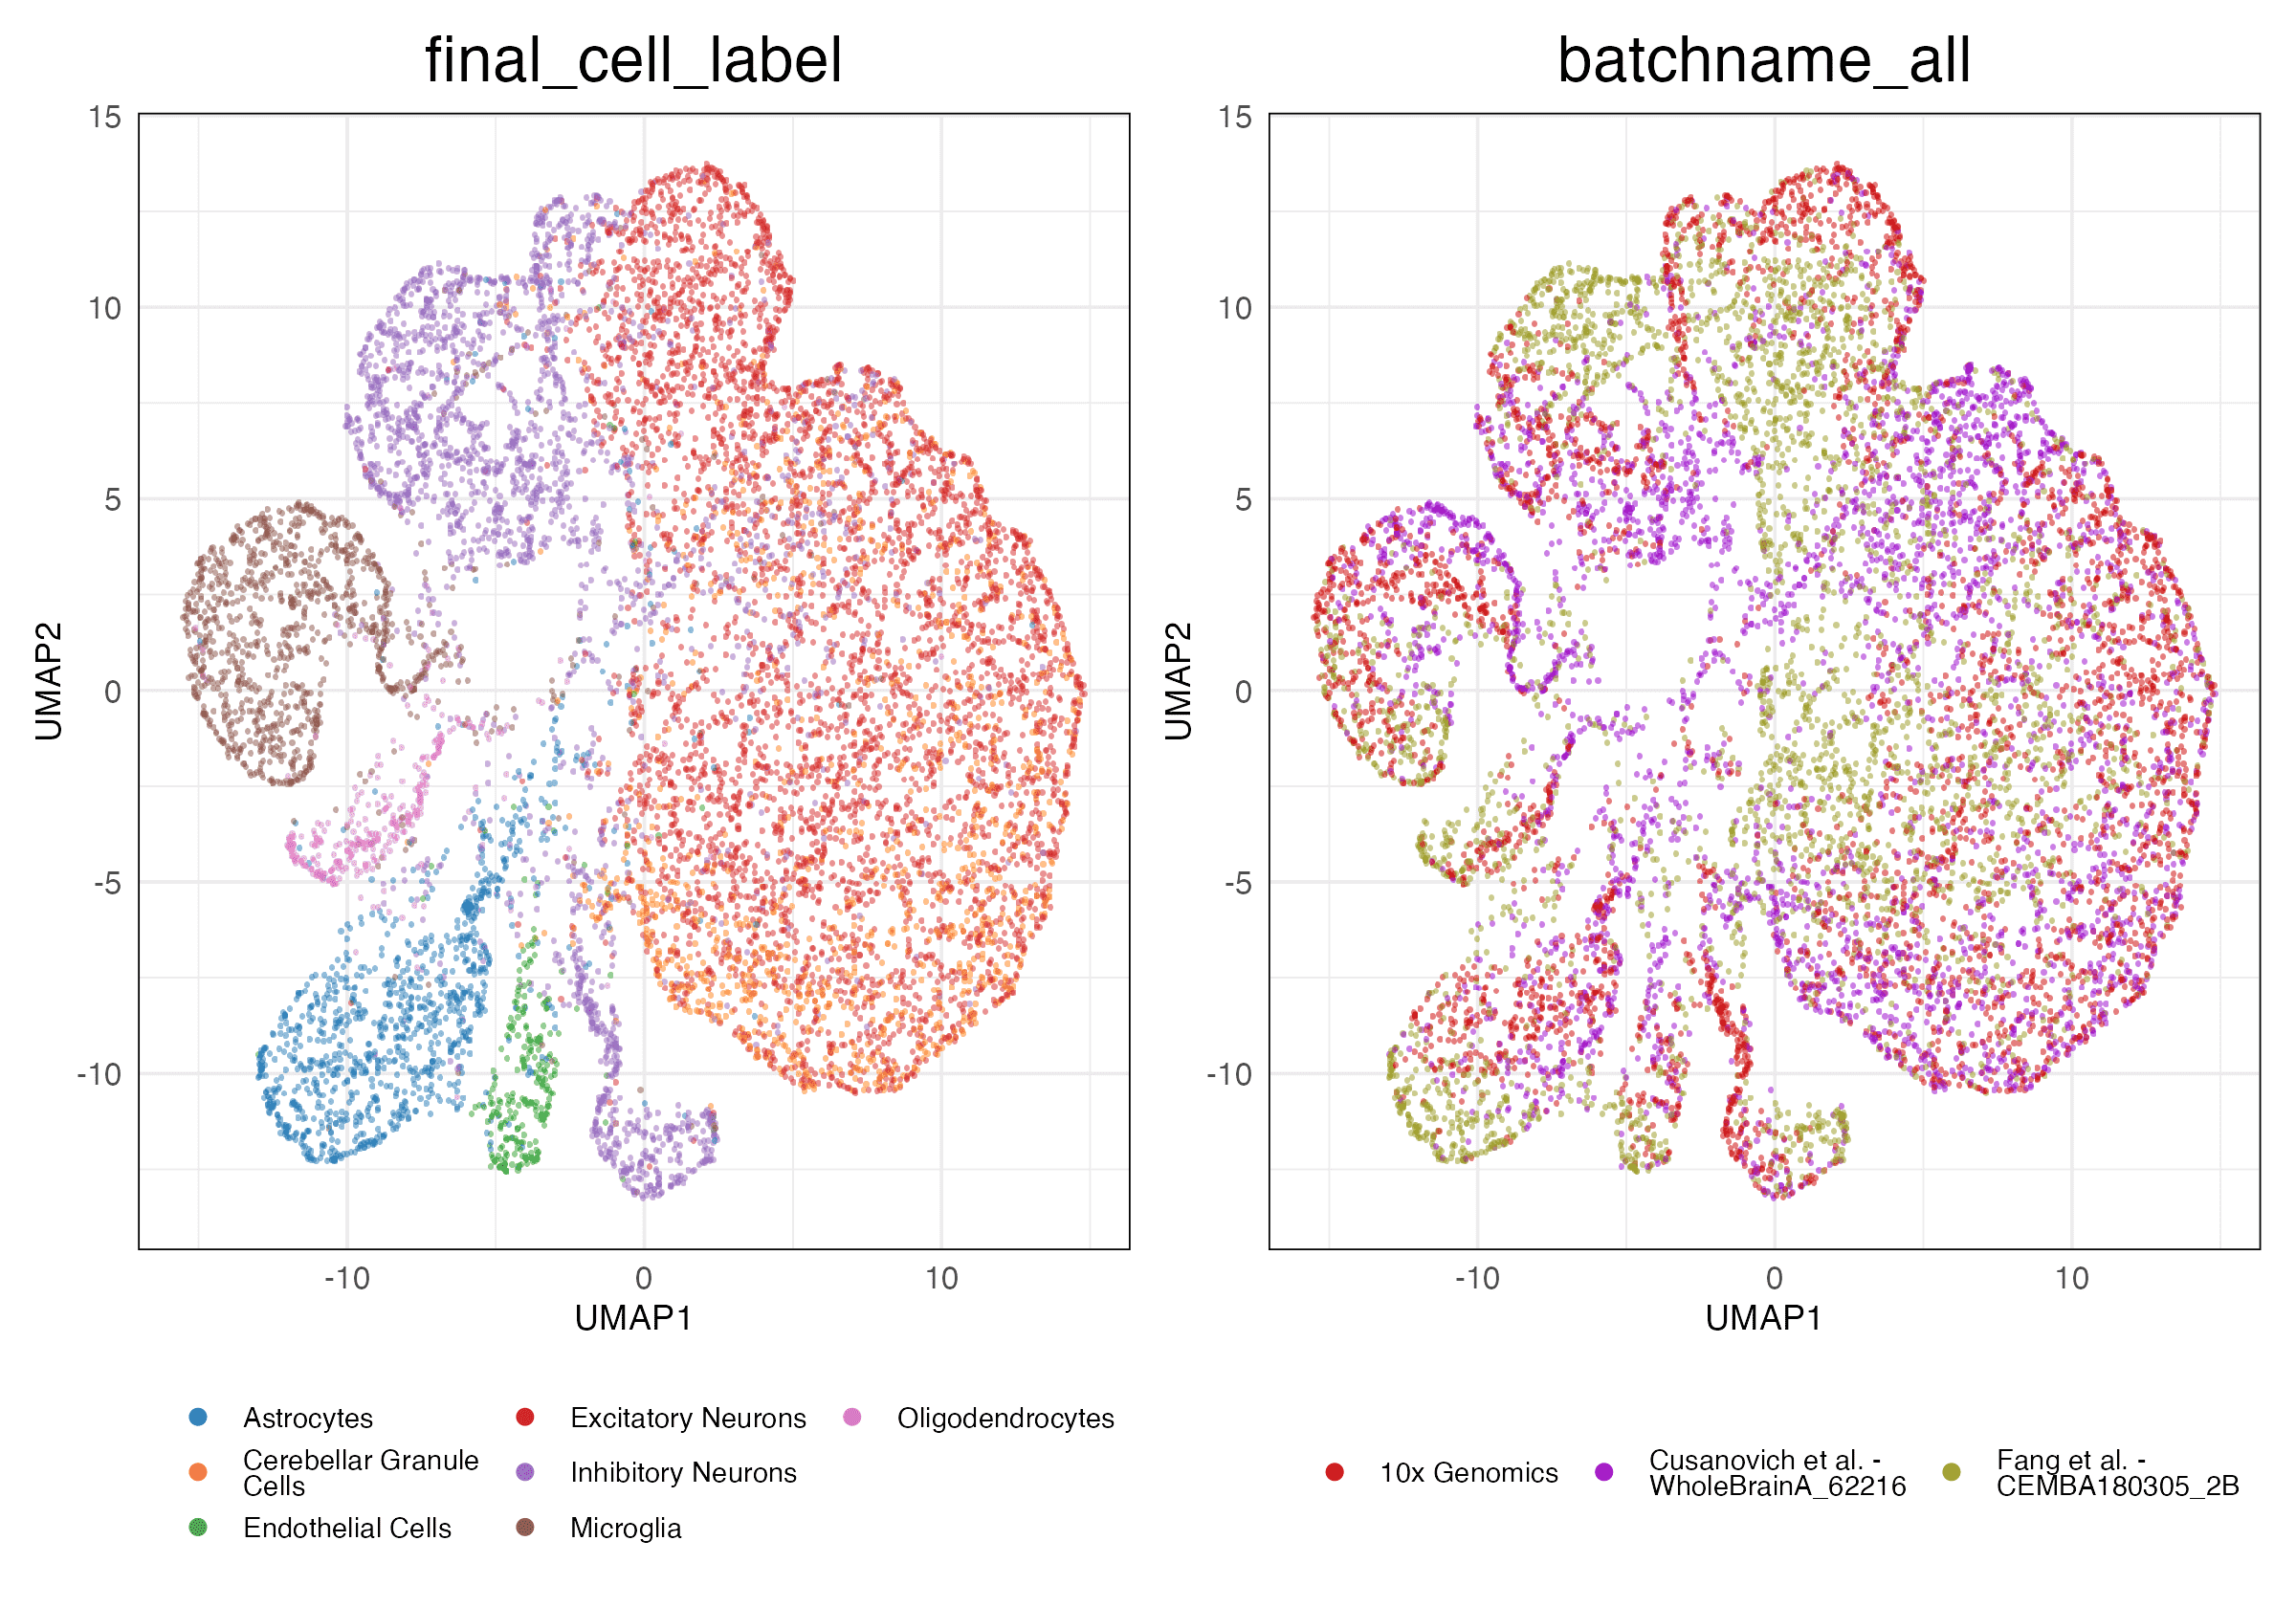 final_cell_label
batchname_all
15
10
5
0
-5
-10
UMAP2
-10
0
10
UMAP1
15
10
5
0
-5
-10
UMAP2
-10
0
10
UMAP1
Astrocytes
Cerebellar Granule
Cells
Endothelial Cells
Excitatory Neurons
Inhibitory Neurons
Microglia
Oligodendrocytes
10x Genomics
Cusanovich et al. -
WholeBrainA_62216
Fang et al. -
CEMBA180305_2B